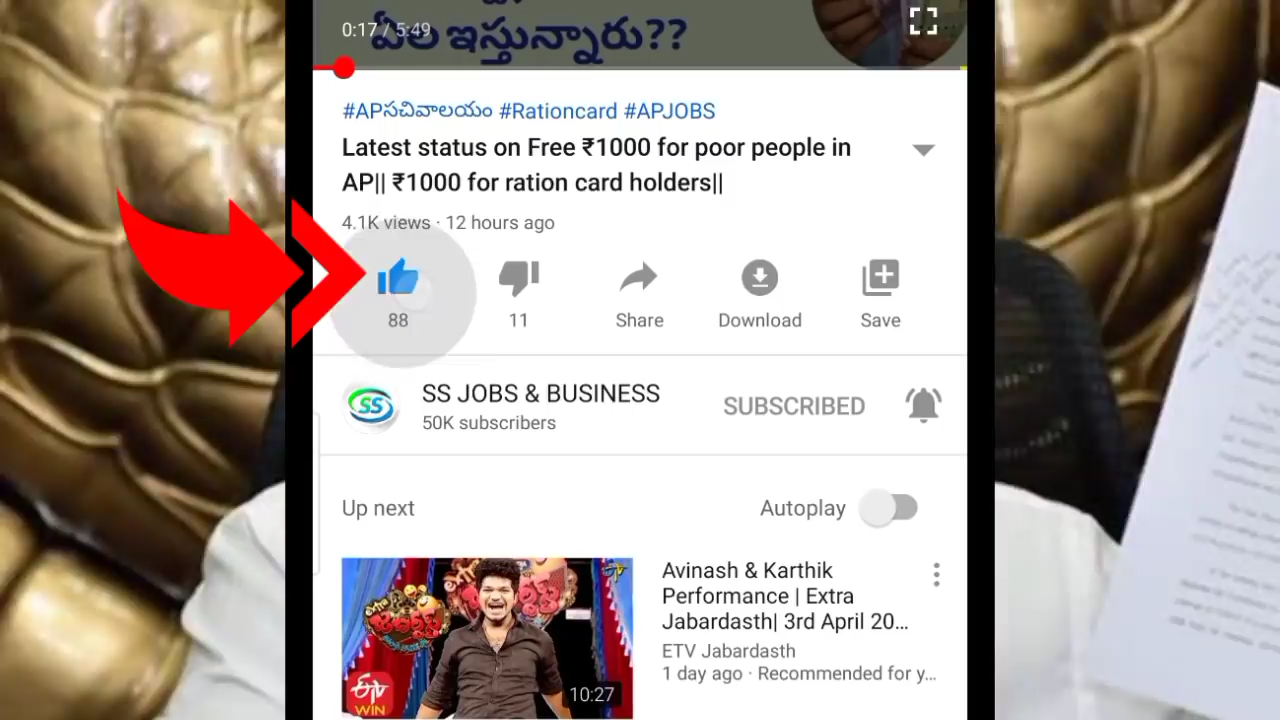 0:17 / 5:49
ఏలా ఇస్తున్నారు??
#APసచివాలయం #Rationcard #APJOBS
Latest status on Free ₹1000 for poor people in
AP|| ₹1000 for ration card holders||
4.1K views · 12 hours ago
88
11
Share
Download
Save
SS
SS JOBS & BUSINESS
50K subscribers
SUBSCRIBED
Up next
Autoplay
Avinash & Karthik
Performance | Extra
Jabardasth| 3rd April 20...
ETV Jabardasth
1 day ago · Recommended for y...
WIN
10:27